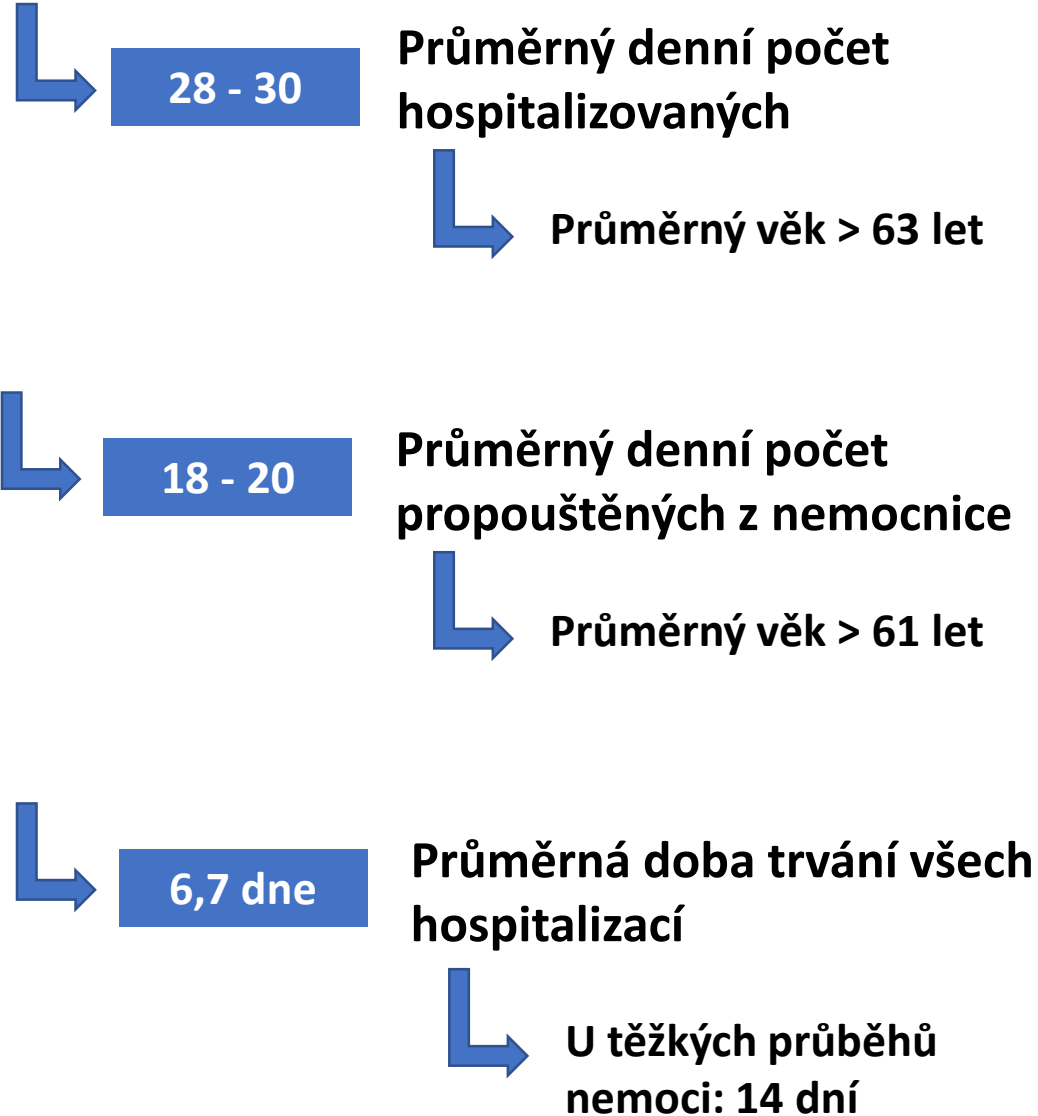 28 - 30
Průměrný denní počet
hospitalizovaných
Průměrný věk > 63 let
18 - 20
Průměrný denní počet
propouštěných z nemocnice
Průměrný věk > 61 let
6,7 dne
Průměrná doba trvání všech
hospitalizací
U těžkých průběhů
nemoci: 14 dní